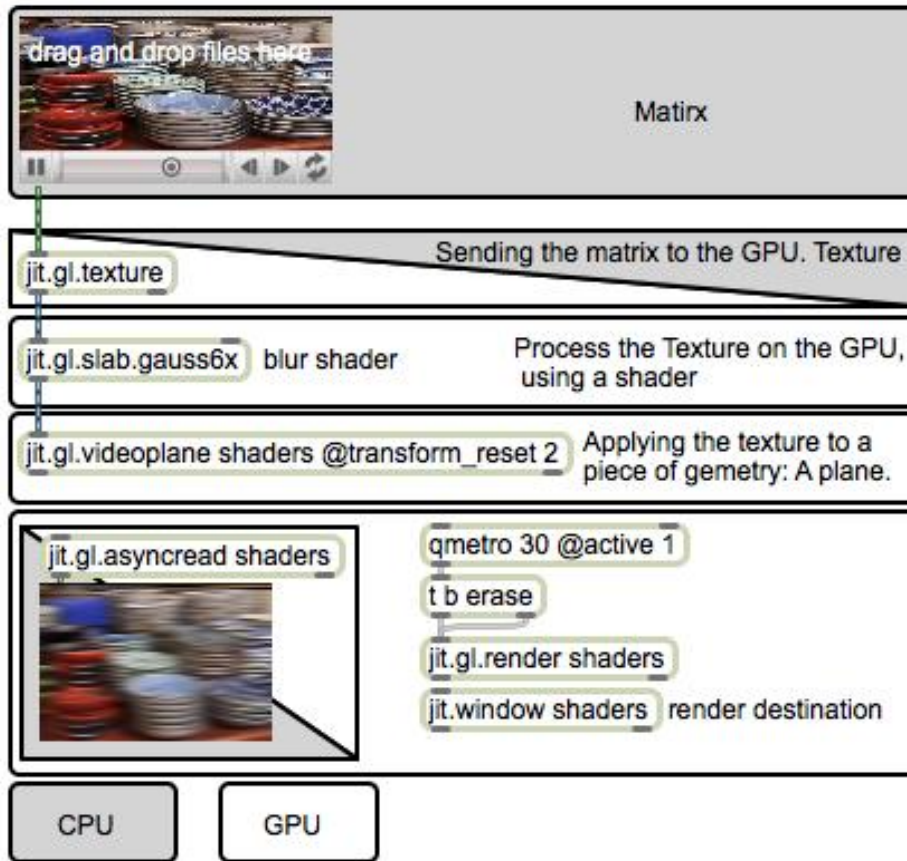 drag and drop files here
Matirx
Sending the matrix to the GPU. Texture
jit.gl.texture
jit.gl.slab.gauss6x
blur shader
Process the Texture on the GPU,
using a shader
jit.gl.videoplane shaders @transform_reset 2
Applying the texture to a
piece of gemetry: A plane.
jit.gl.asyncread shaders
qmetro 30 @active 1
t b erase
jit.gl.render shaders
jit.window shaders
render destination
CPU
GPU